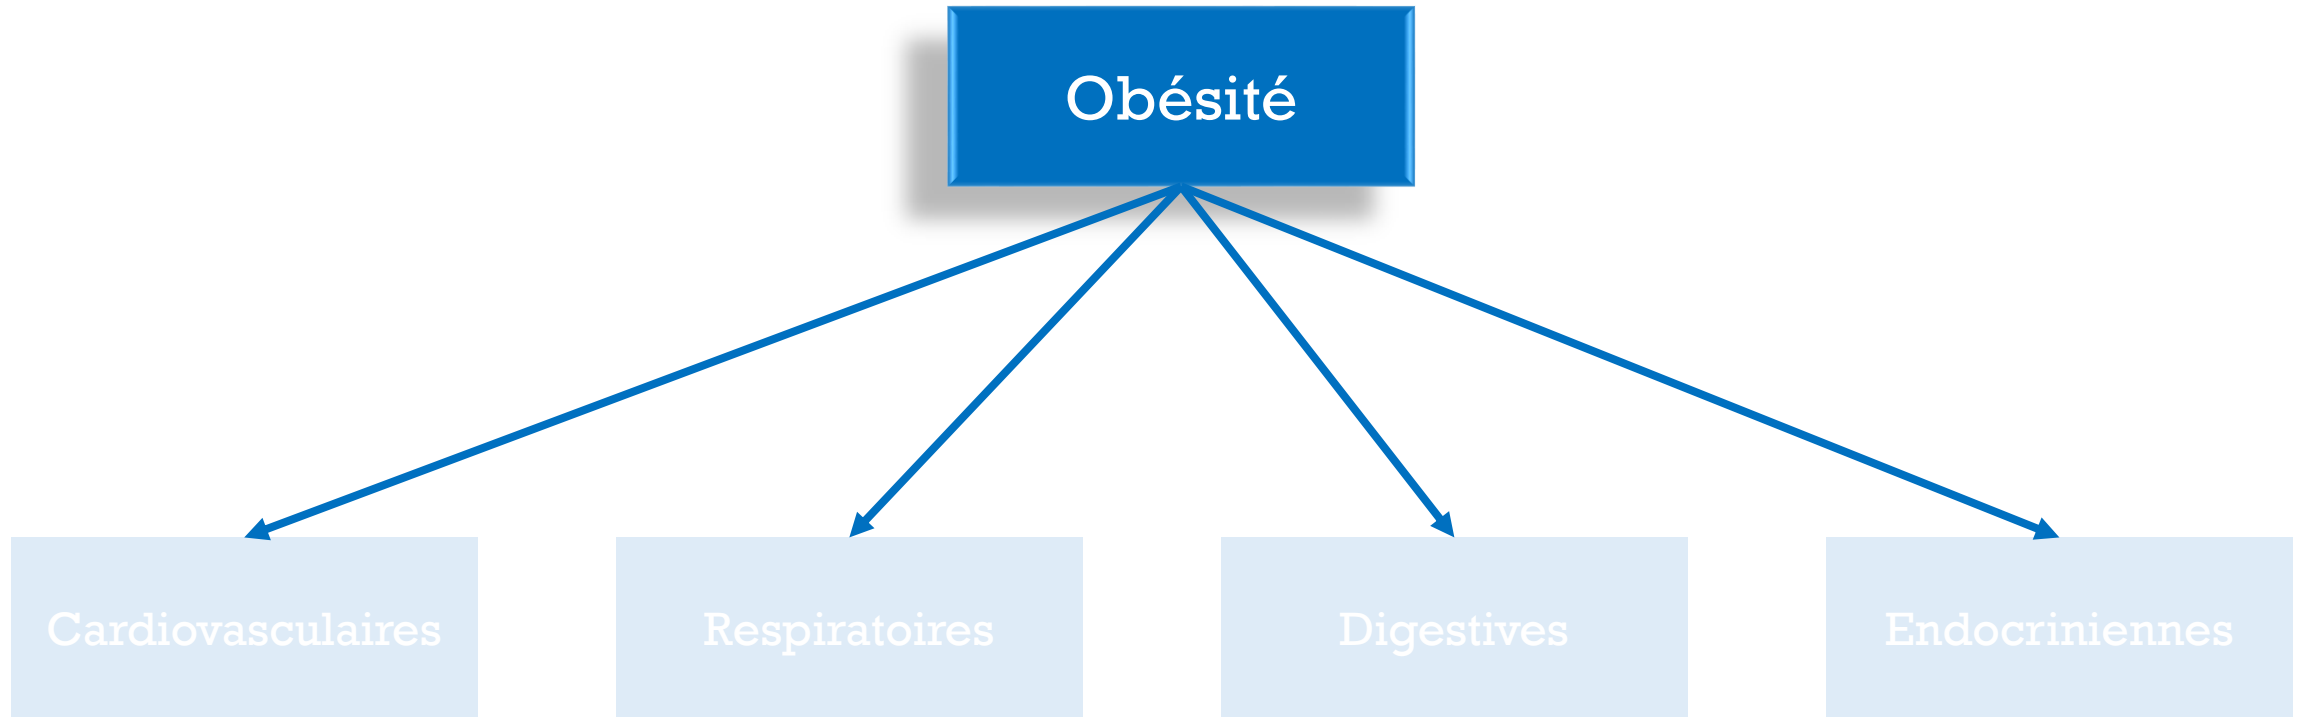 Obésité
Cardiovasculaires
Respiratoires
Digestives
Endocriniennes